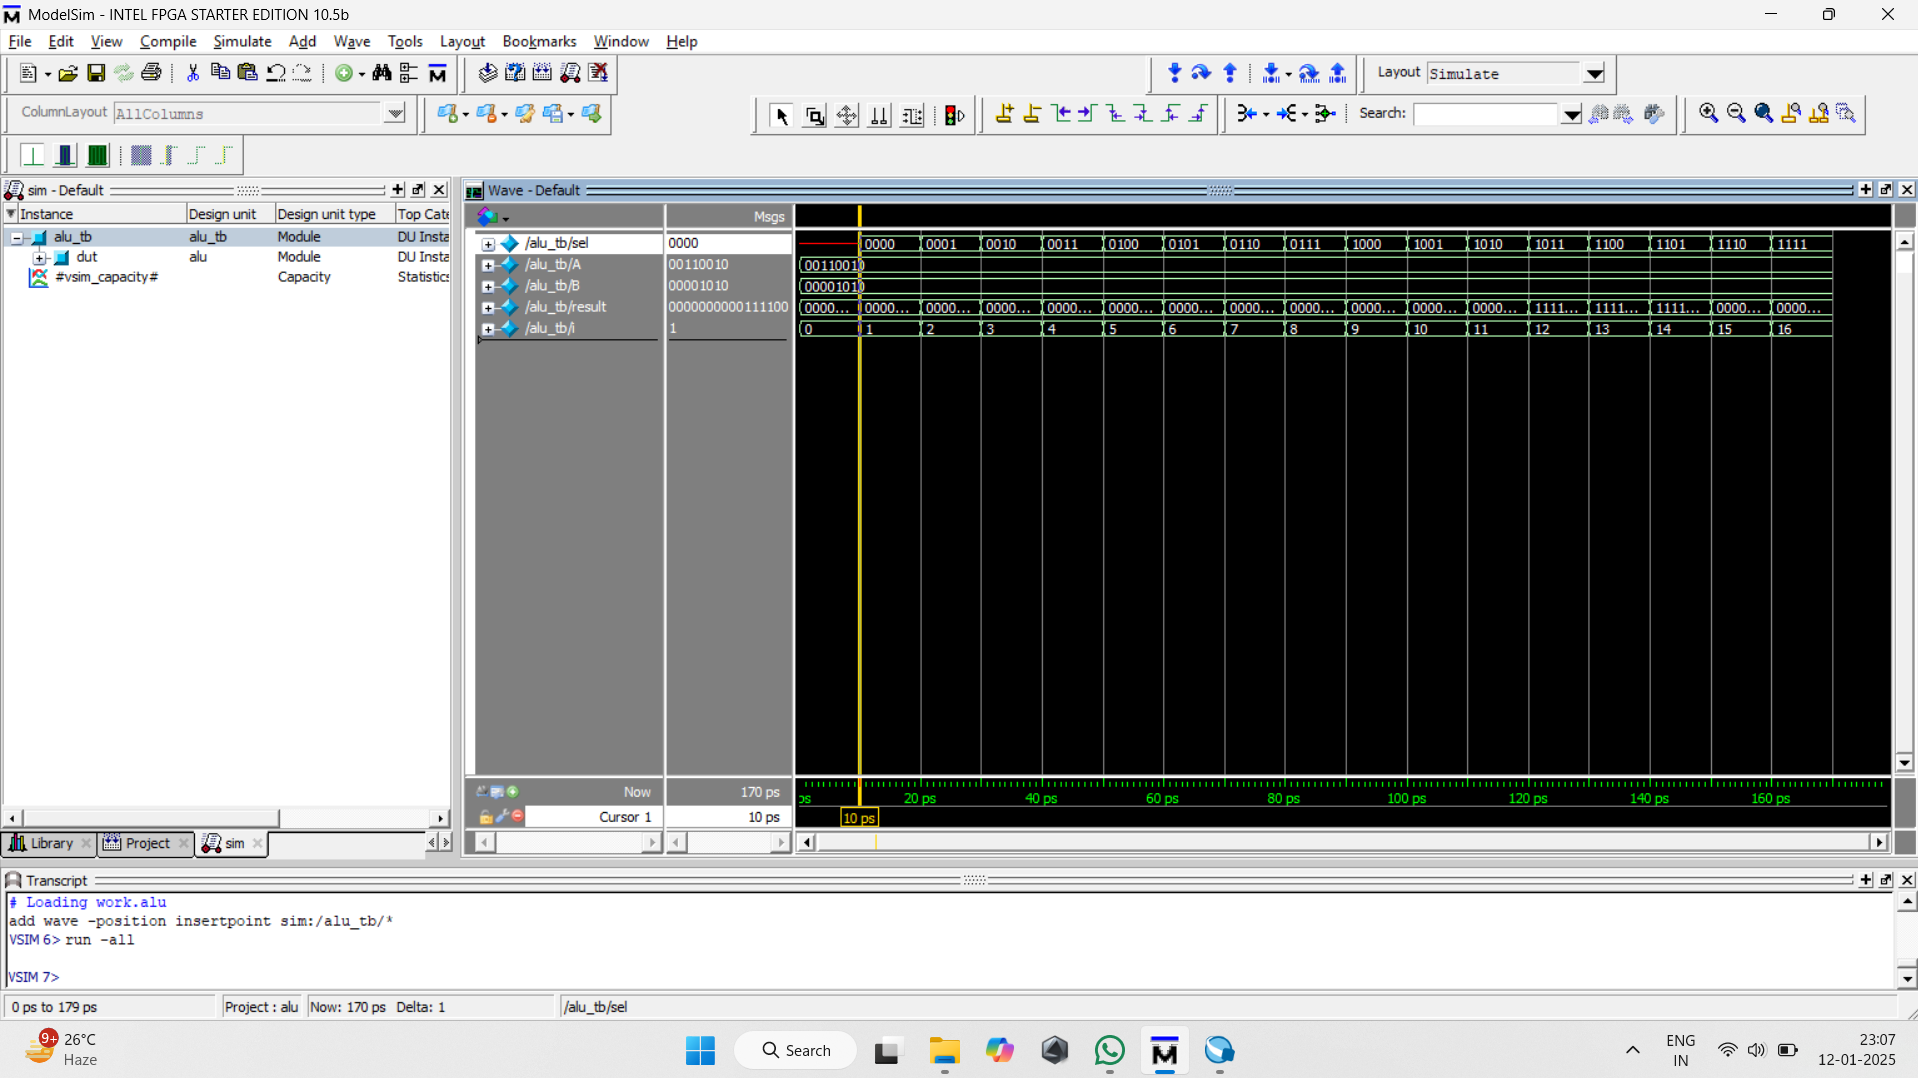 ModelSim - INTEL FPGA STARTER EDITION 10.5b
File Edit View Compile Simulate Add Wave Tools Layout Bookmarks Window Help
Layout Simulate
ColumnLayout AllColumns
Search:
sim - Default
Instance Design unit Design unit type Top Cate
alu_tb alu_tb Module DU Insta
dut alu Module DU Insta
#vsim_capacity# Capacity Statistics
Library Project sim
Wave - Default
Msgs
/alu_tb/sel 0000 0000 0001 0010 0011 0100 0101 0110 0111 1000 1001 1010 1011 1100 1101 1110 1111
/alu_tb/A 00110010 00110010
/alu_tb/B 00001010 00001010
/alu_tb/result 0000000000111100 0000... 0000... 0000... 0000... 0000... 0000... 0000... 0000... 0000... 0000... 0000... 0000... 1111... 1111... 1111... 0000... 0000...
/alu_tb/i 1 0 1 2 3 4 5 6 7 8 9 10 11 12 13 14 15 16
Now 170 ps ps 20 ps 40 ps 60 ps 80 ps 100 ps 120 ps 140 ps 160 ps
Cursor 1 10 ps 10 ps
Transcript
# Loading work.alu
add wave -position insertpoint sim:/alu_tb/*
VSIM 6> run -all
VSIM 7>
0 ps to 179 ps Project : alu Now: 170 ps Delta: 1 /alu_tb/sel
9+ 26°C
Haze
Search
ENG
IN
23:07
12-01-2025